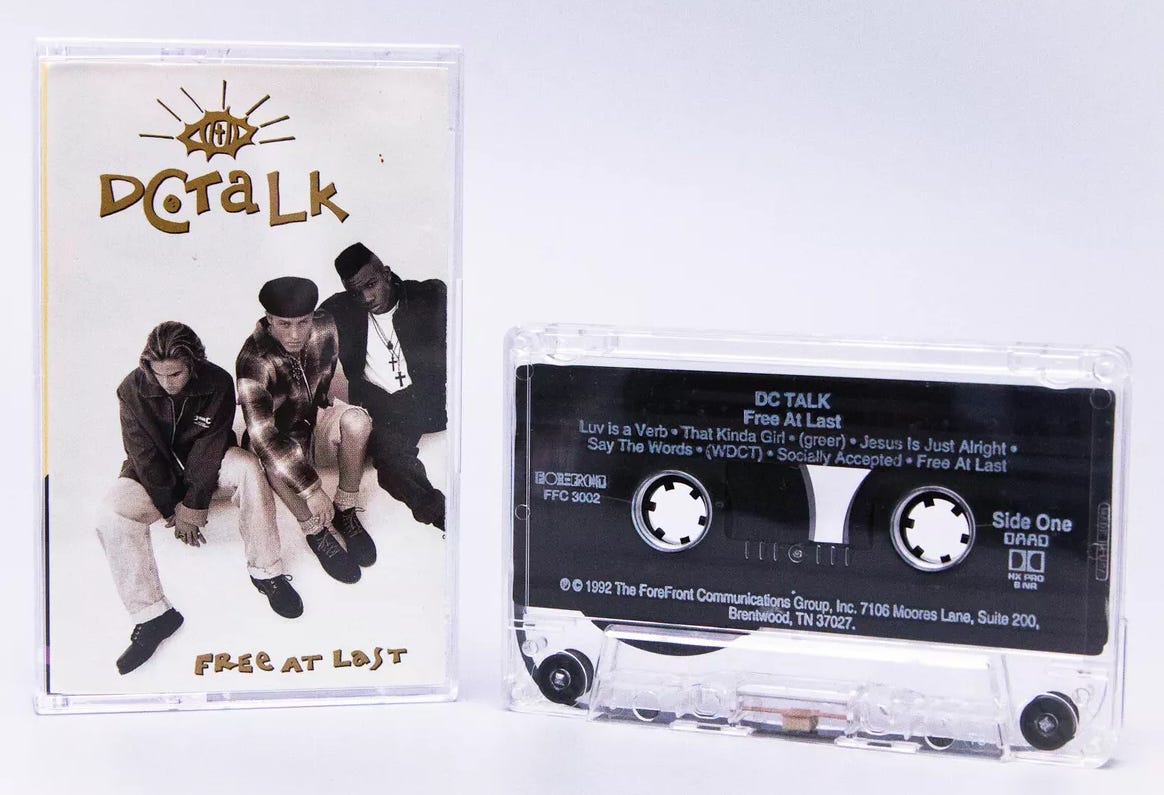 DC TaLk
FREE AT LaST
DC TALK
Free At Last
Luv is a Verb • That Kinda Girl • (greer) • Jesus Is Just Alright •
Say The Words • (WDCT) • Socially Accepted • Free At Last
FOREFRONT
FFC 3002
Side One
DAAD
HX PRO
B NR
℗ © 1992 The ForeFront Communications Group, Inc. 7106 Moores Lane, Suite 200,
Brentwood, TN 37027.